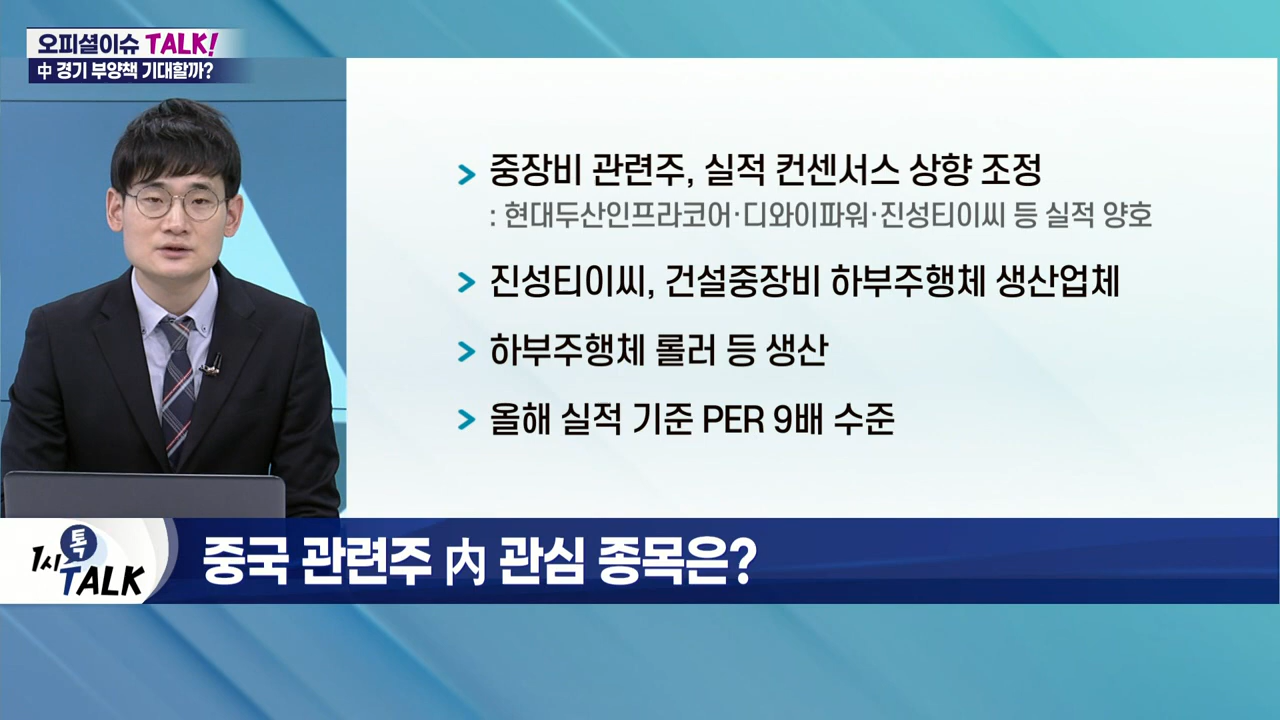 오피셜이슈 TALK!
中 경기 부양책 기대할까?
중장비 관련주, 실적 컨센서스 상향 조정
: 현대두산인프라코어·디와이파워·진성티이씨 등 실적 양호
진성티이씨, 건설중장비 하부주행체 생산업체
하부주행체 롤러 등 생산
올해 실적 기준 PER 9배 수준
1시 톡 TALK
중국 관련주 內 관심 종목은?